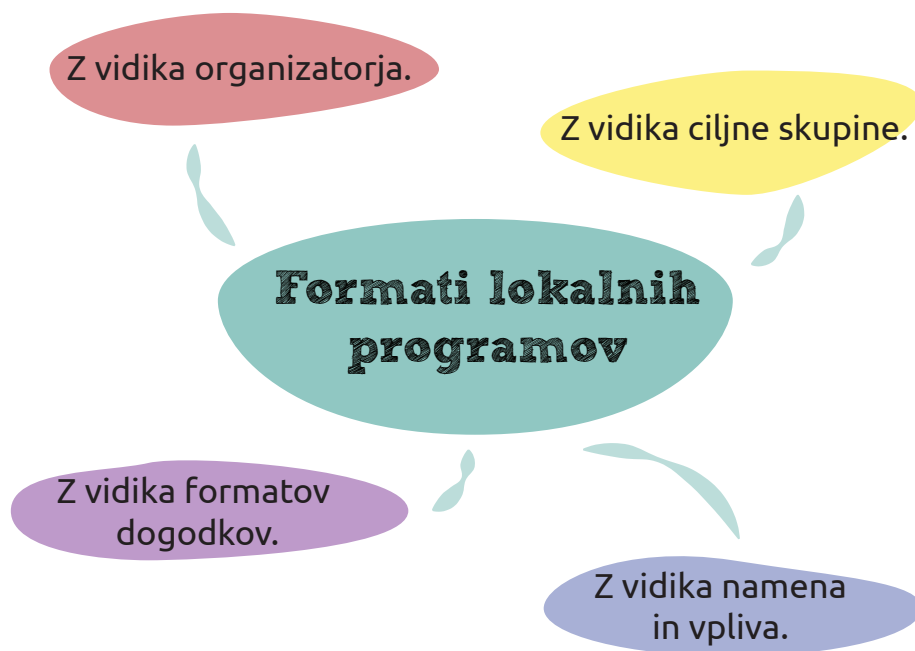 Z vidika organizatorja.
Z vidika ciljne skupine.
Formati lokalnih
programov
Z vidika formatov
dogodkov.
Z vidika namena
in vpliva.